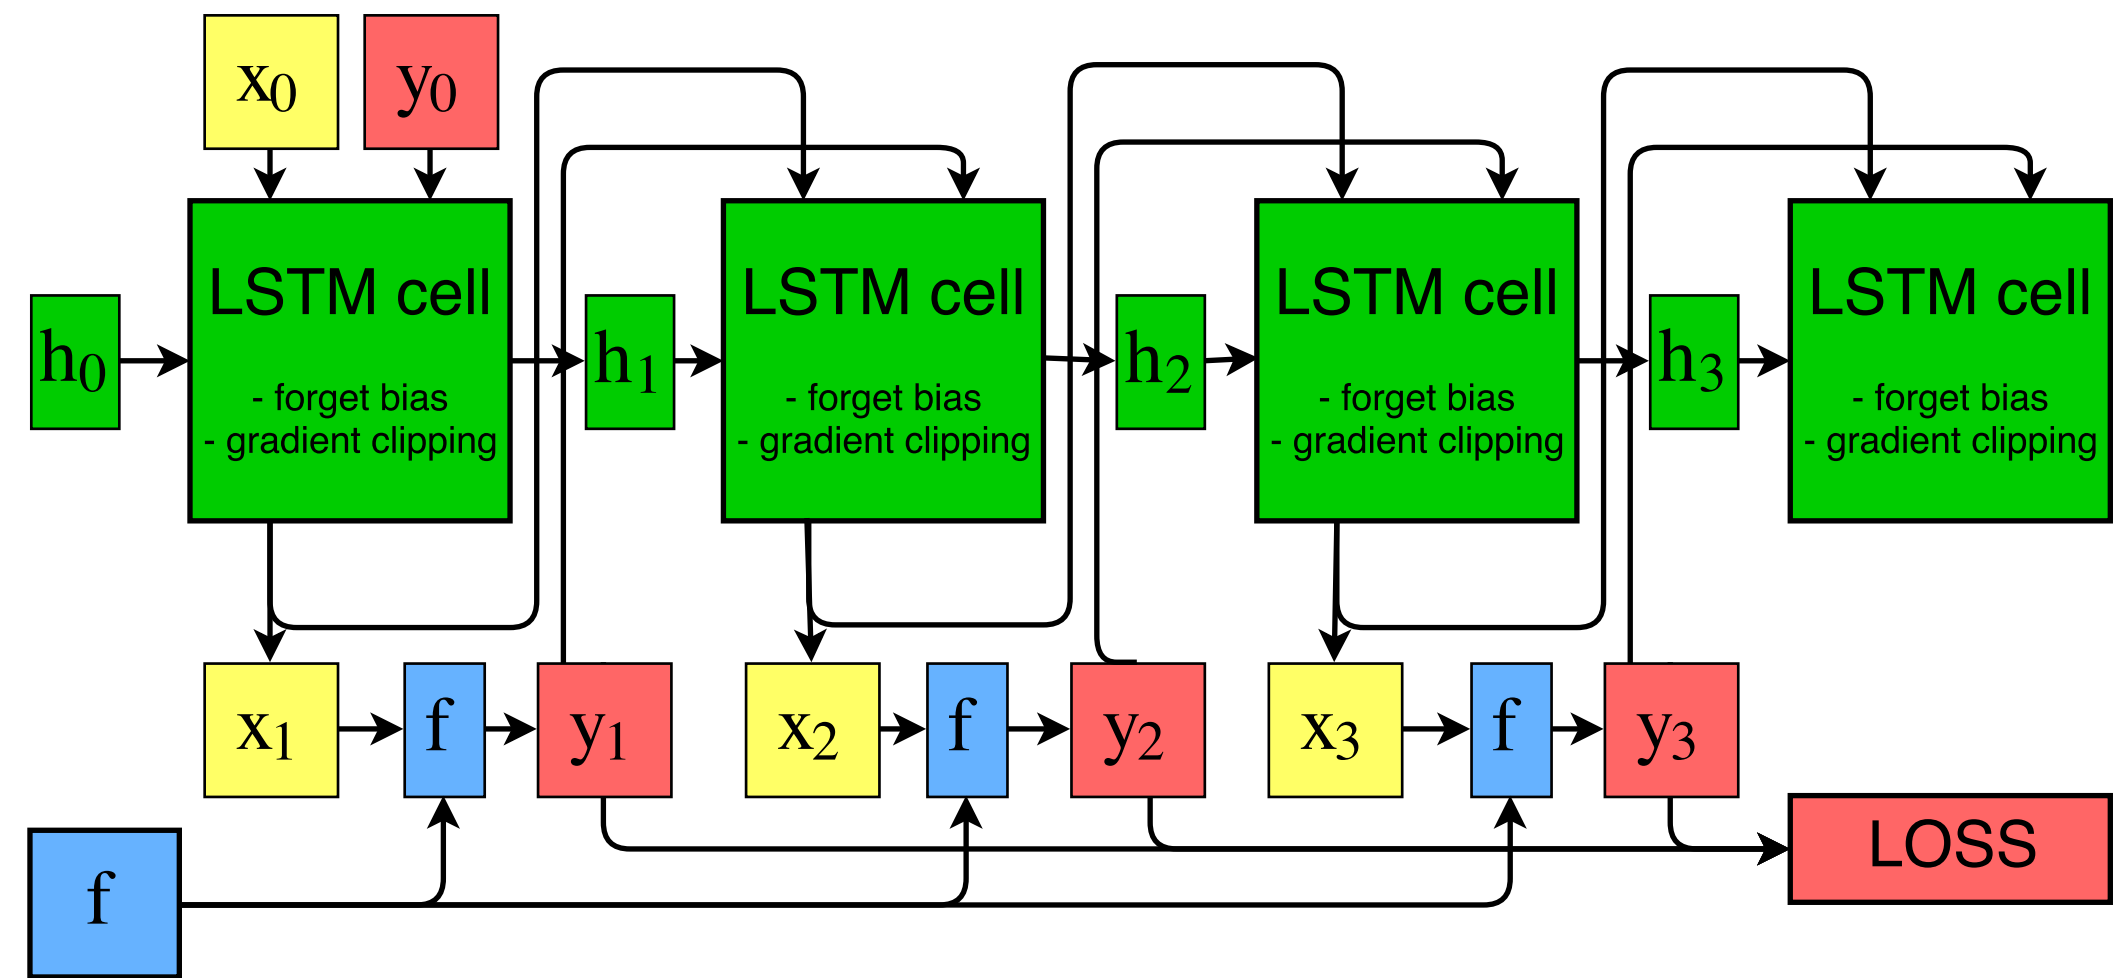 x0
y0
h0
LSTM cell
- forget bias
- gradient clipping
h1
LSTM cell
- forget bias
- gradient clipping
h2
LSTM cell
- forget bias
- gradient clipping
h3
LSTM cell
- forget bias
- gradient clipping
x1
f
y1
x2
f
y2
x3
f
y3
f
LOSS